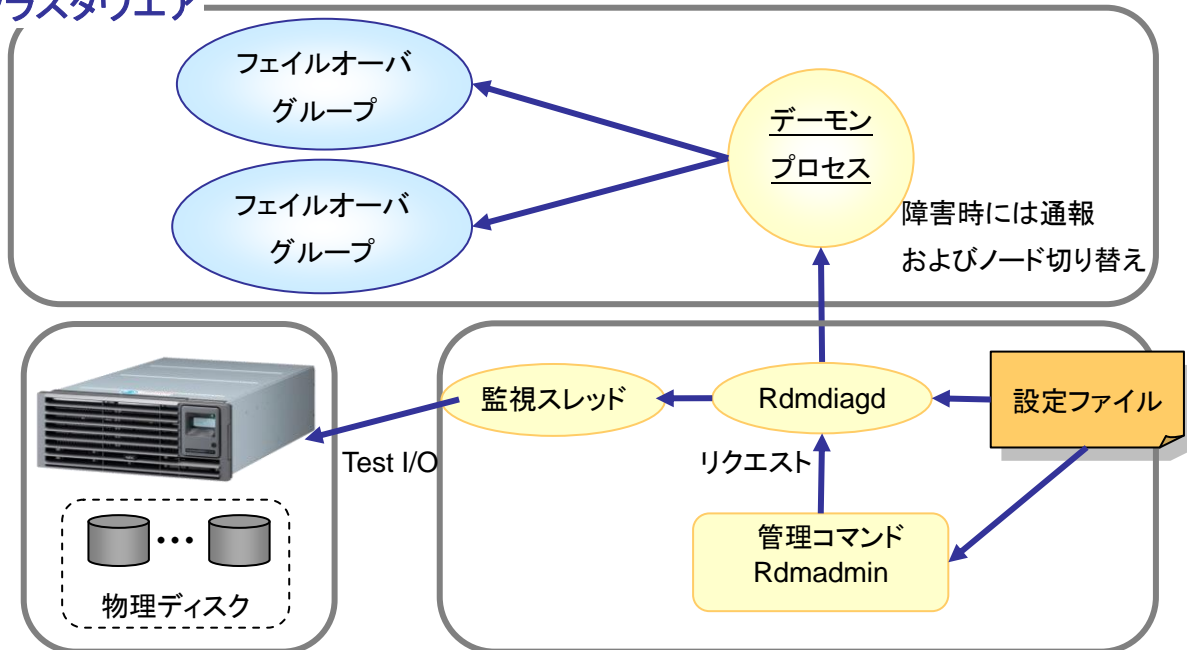 ラスタウエア
フェイルオーバ
グループ
デーモン
プロセス
フェイルオーバ
グループ
障害時には通報
およびノード切り替え
監視スレッド
Rdmdiagd
設定ファイル
Test I/O
リクエスト
管理コマンド
Rdmadmin
物理ディスク